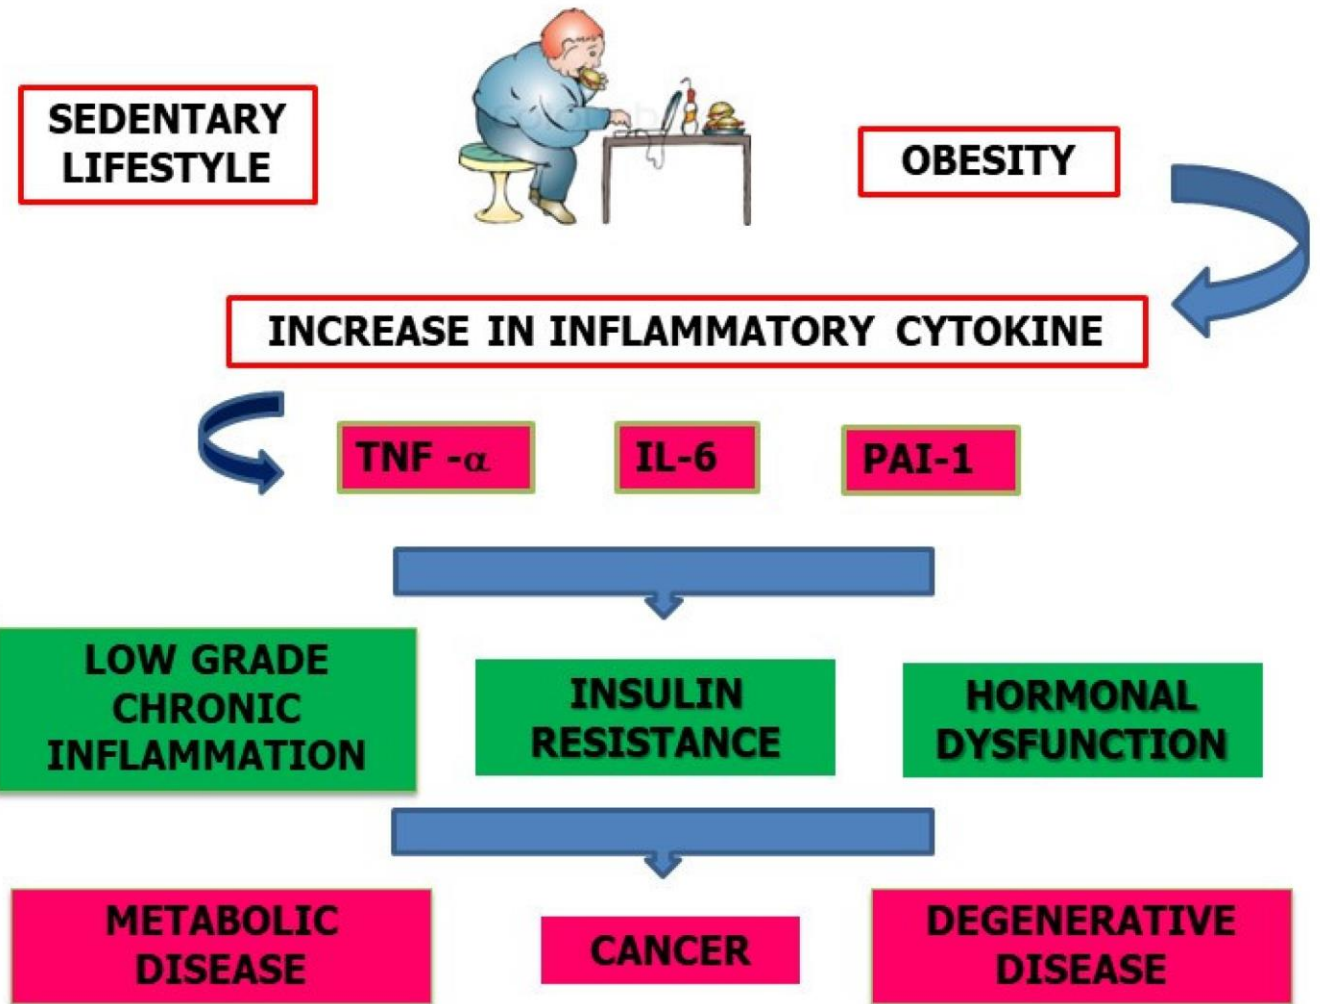 SEDENTARY
LIFESTYLE
OBESITY
INCREASE IN INFLAMMATORY CYTOKINE
TNF -α
IL-6
PAI-1
LOW GRADE
CHRONIC
INFLAMMATION
INSULIN
RESISTANCE
HORMONAL
DYSFUNCTION
METABOLIC
DISEASE
CANCER
DEGENERATIVE
DISEASE